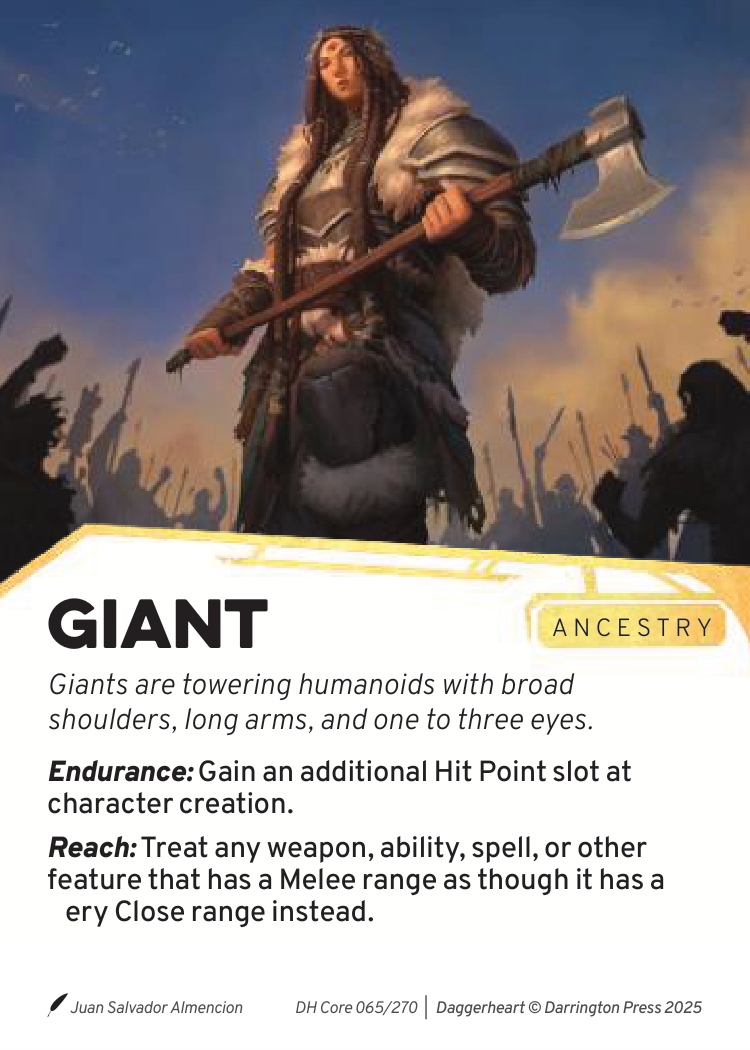 GIANT
ANCESTRY
Giants are towering humanoids with broad
shoulders, long arms, and one to three eyes.
Endurance: Gain an additional Hit Point slot at
character creation.
Reach: Treat any weapon, ability, spell, or other
feature that has a Melee range as though it has a
ery Close range instead.
Juan Salvador Almencion
DH Core 065/270 | Daggerheart © Darrington Press 2025